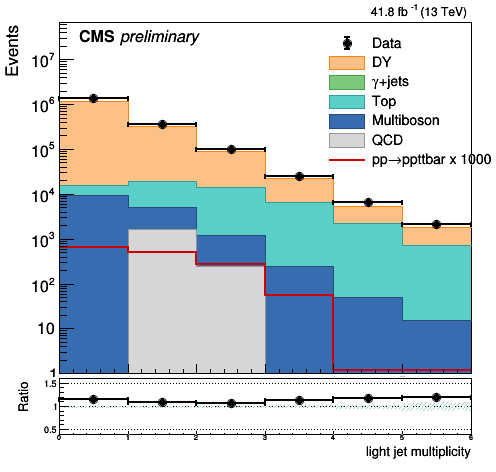 41.8 fb⁻¹ (13 TeV)
Events
CMS preliminary
Data
DY
γ+jets
Top
Multiboson
QCD
pp→ppttbar x 1000
10⁷
10⁶
10⁵
10⁴
10³
10²
10
1
Ratio
1.5
1
0.5
0 1 2 3 4 5 6
light jet multiplicity